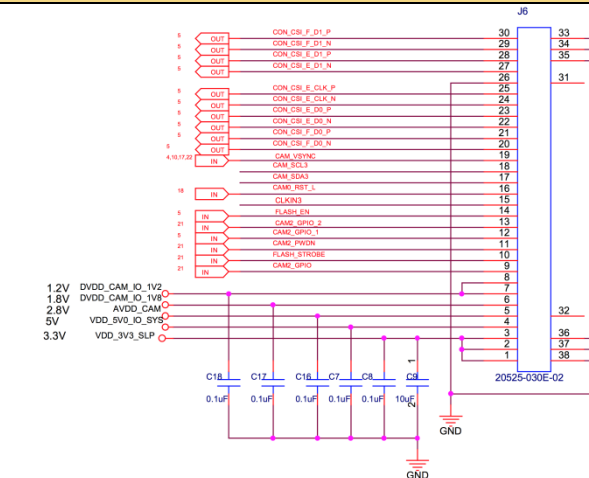 J6
5 OUT CON_CSI_F_D1_P 30 33
5 OUT CON_CSI_F_D1_N 29 34
5 OUT CON_CSI_E_D1_P 28 35
5 OUT CON_CSI_E_D1_N 27
26 31
5 OUT CON_CSI_E_CLK_P 25
5 OUT CON_CSI_E_CLK_N 24
5 OUT CON_CSI_E_D0_P 23
5 OUT CON_CSI_E_D0_N 22
5 OUT CON_CSI_F_D0_P 21
5 OUT CON_CSI_F_D0_N 20
4,10,17,22 IN CAM_VSYNC 19
CAM_SCL3 18
CAM_SDA3 17
18 IN CAM0_RST_L 16
CLKIN3 15
5 IN FLASH_EN 14
21 IN CAM2_GPIO_2 13
5 IN CAM2_GPIO_1 12
21 IN CAM2_PWDN 11
21 IN FLASH_STROBE 10
21 IN CAM2_GPIO 9
8
1.2V DVDD_CAM_IO_1V2 7
1.8V DVDD_CAM_IO_1V8 6
2.8V AVDD_CAM 5 32
5V VDD_5V0_IO_SYS 4
3.3V VDD_3V3_SLP 3 36
2 37
1 38
20525-030E-02
C18 C17 C16 C7 C8 C9 1
0.1uF 0.1uF 0.1uF 0.1uF 0.1uF 10uF 2
GND
GND